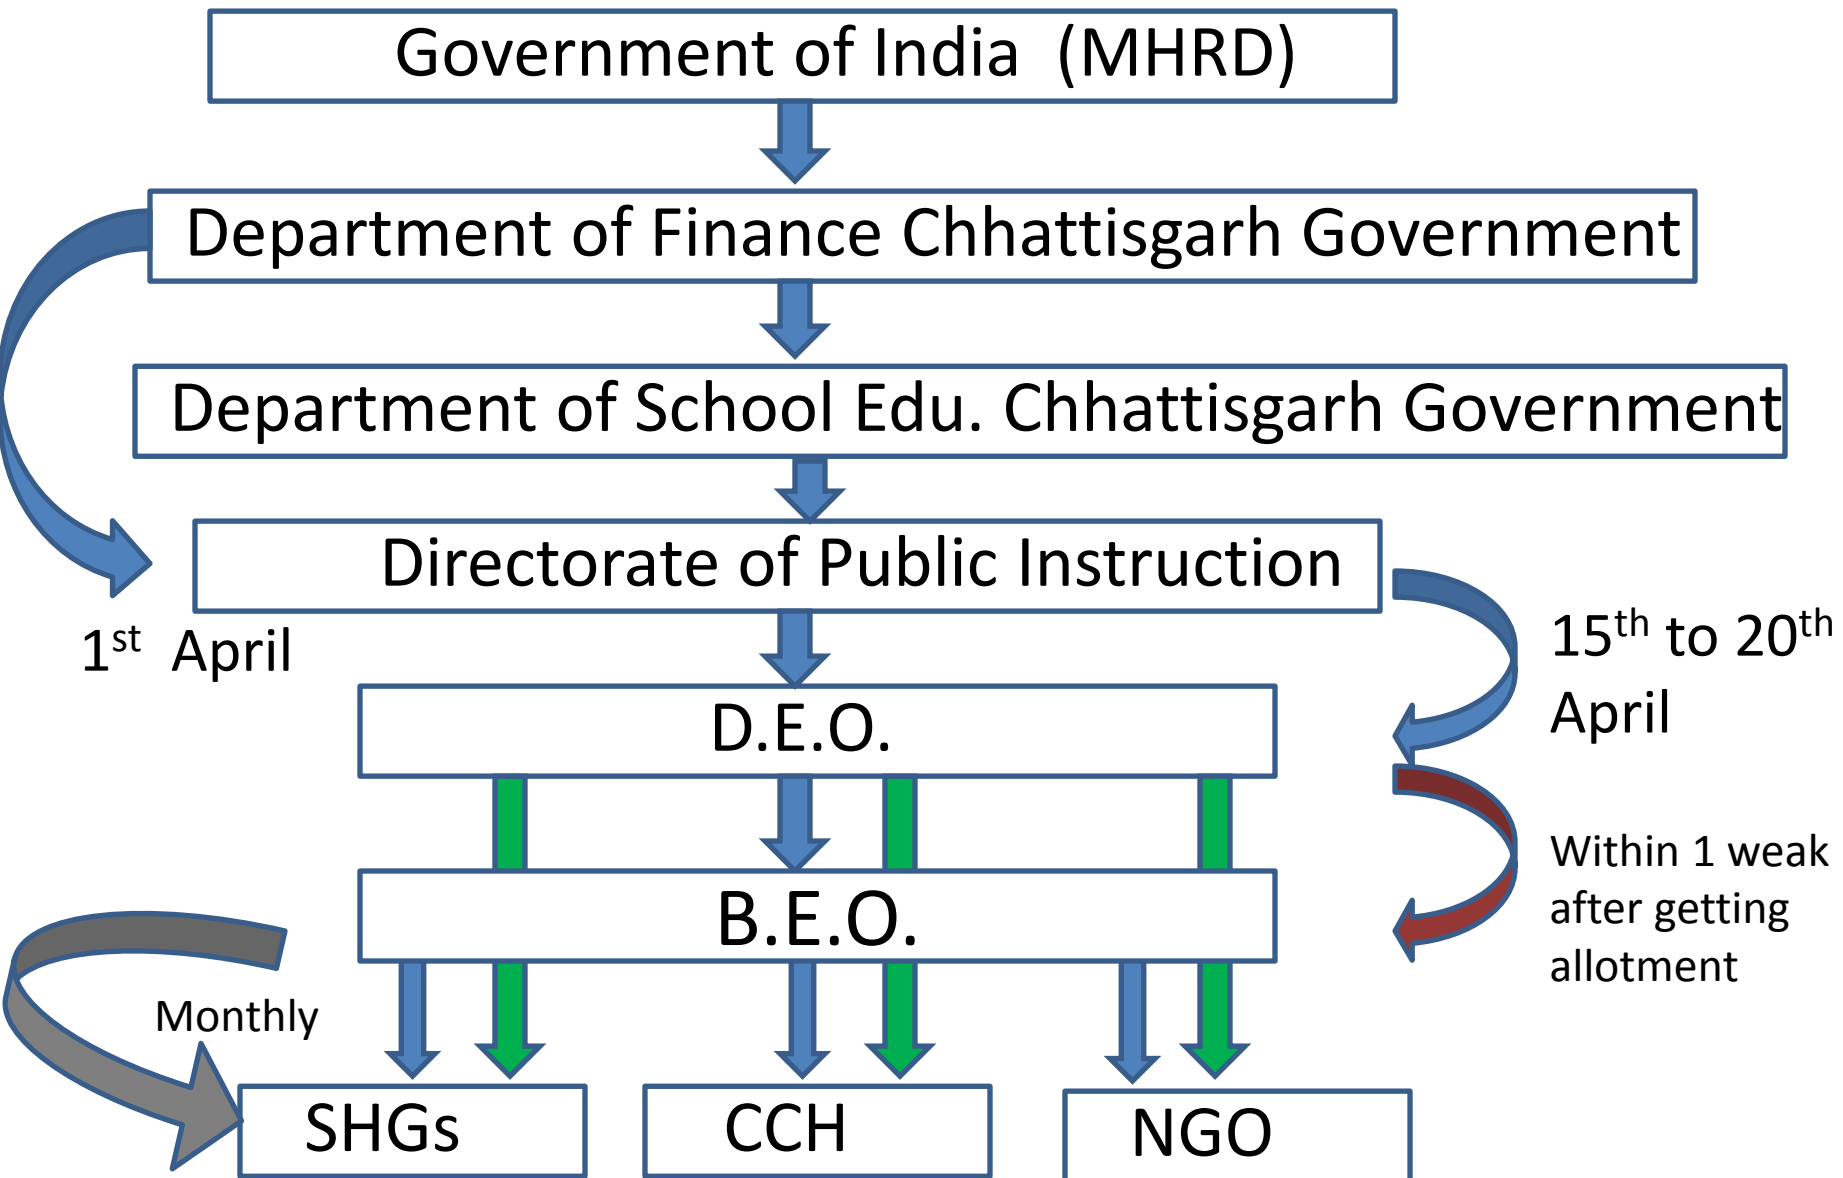 Government of India (MHRD)
Department of Finance Chhattisgarh Government
Department of School Edu. Chhattisgarh Government
Directorate of Public Instruction
1st April
15th to 20th
April
D.E.O.
Within 1 weak
after getting
allotment
B.E.O.
Monthly
SHGs
CCH
NGO